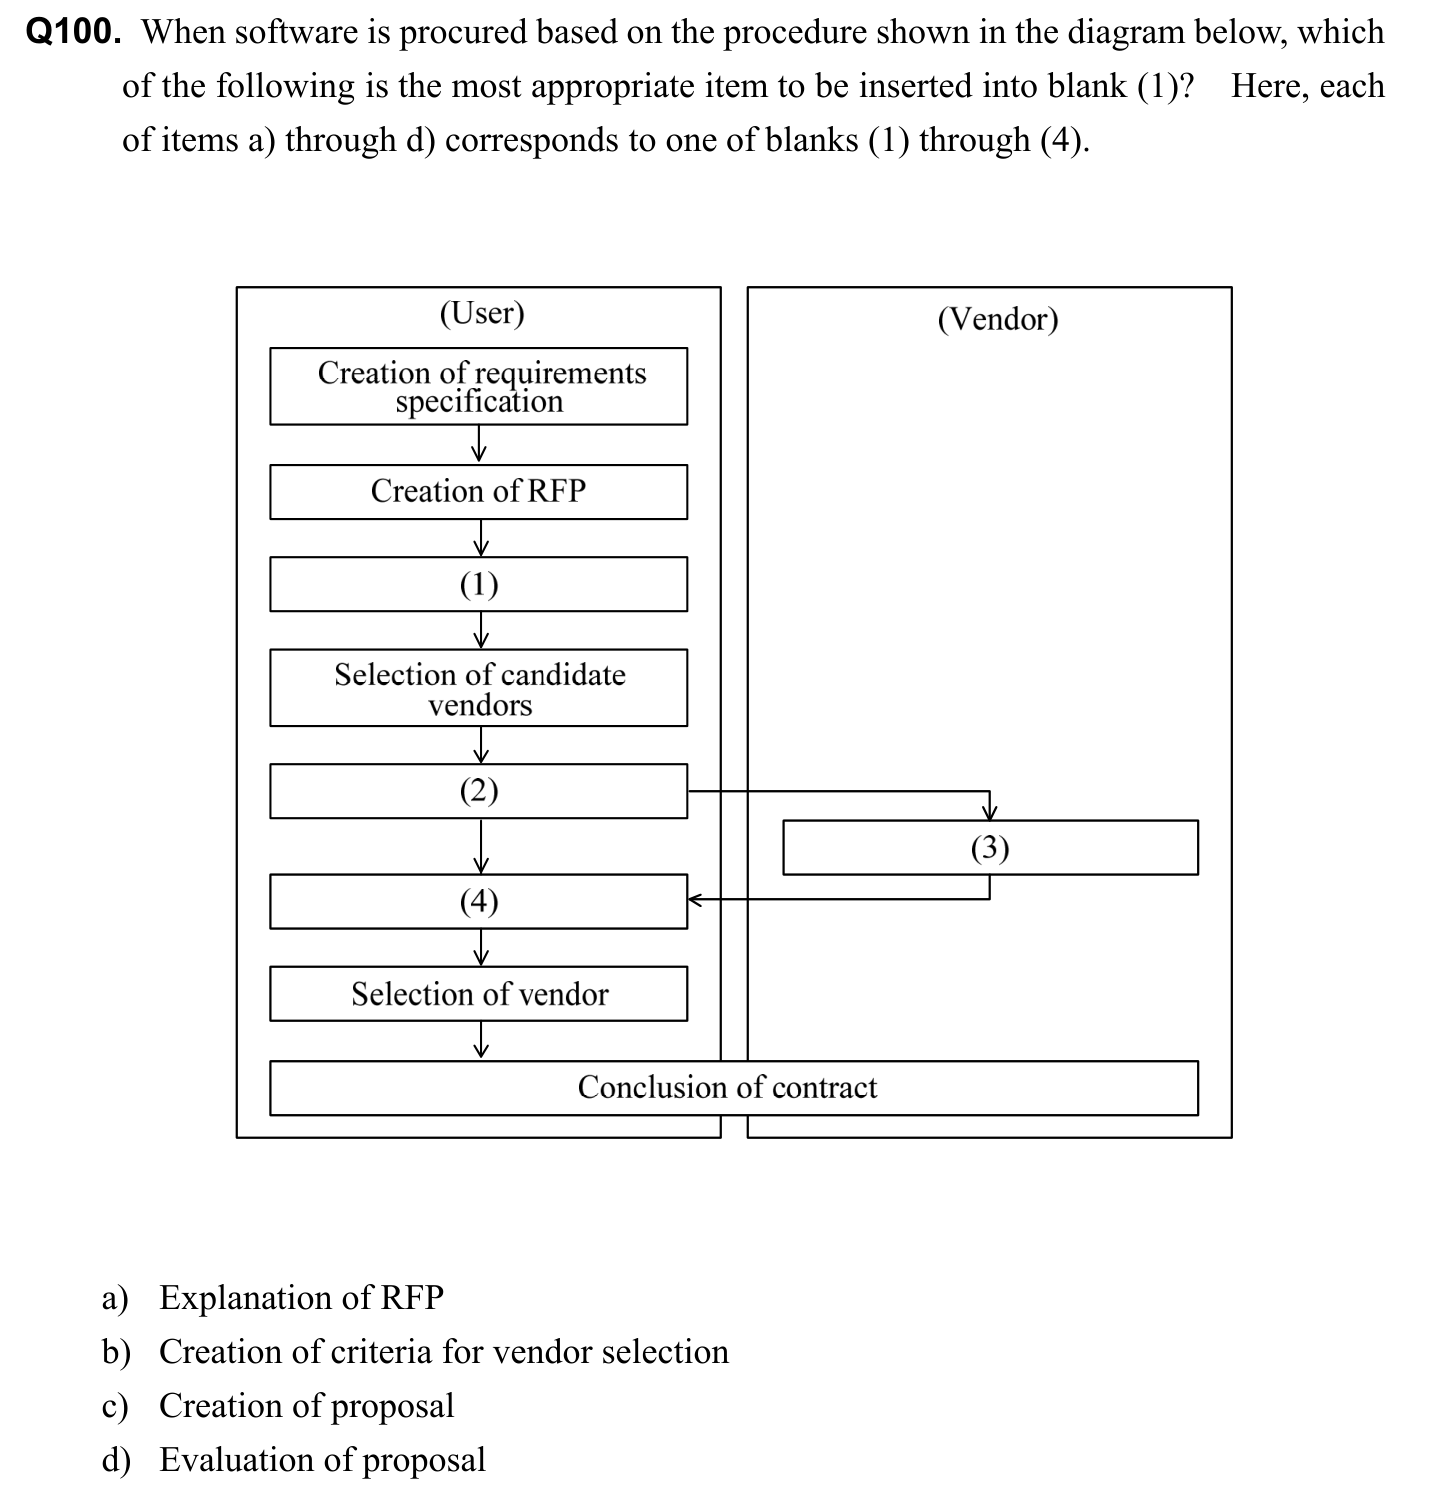 Q100. When software is procured based on the procedure shown in the diagram below, which
of the following is the most appropriate item to be inserted into blank (1)? Here, each
of items a) through d) corresponds to one of blanks (1) through (4).
(User)
(Vendor)
Creation of requirements
specification
Creation of RFP
(1)
Selection of candidate
vendors
(2)
(3)
(4)
Selection of vendor
Conclusion of contract
a) Explanation of RFP
b) Creation of criteria for vendor selection
c) Creation of proposal
d) Evaluation of proposal